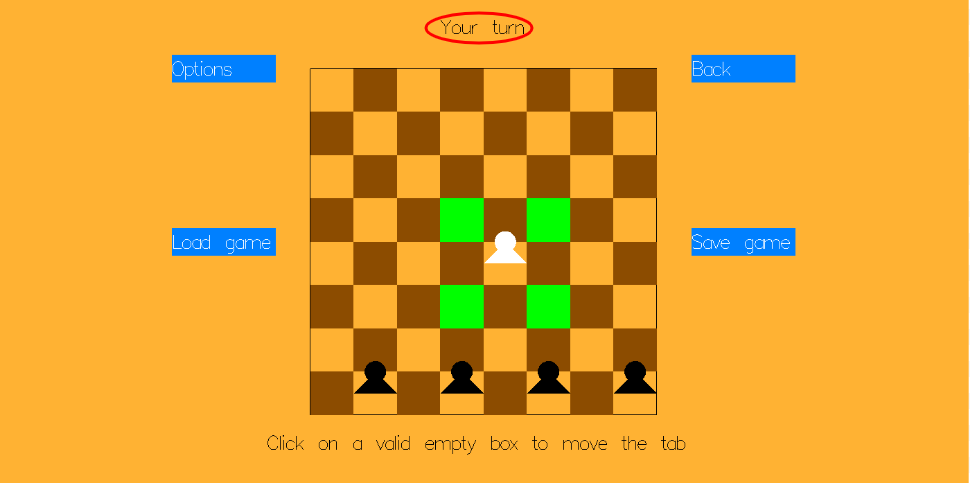 Your turn
Options
Back
Load game
Save game
Click on a valid empty box to move the tab